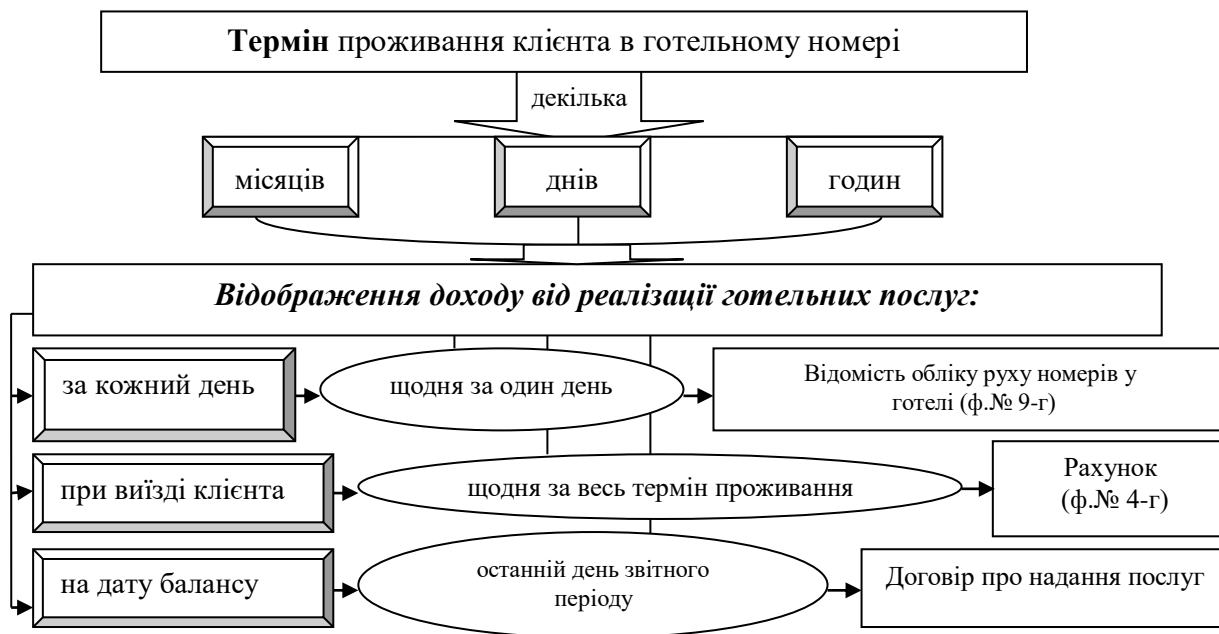 Термін проживання клієнта в готельному номері
декілька
місяців
днів
годин
Відображення доходу від реалізації готельних послуг:
за кожний день
щодня за один день
Відомість обліку руху номерів у
готелі (ф.№ 9-г)
при виїзді клієнта
щодня за весь термін проживання
Рахунок
(ф.№ 4-г)
на дату балансу
останній день звітного
періоду
Договір про надання послуг